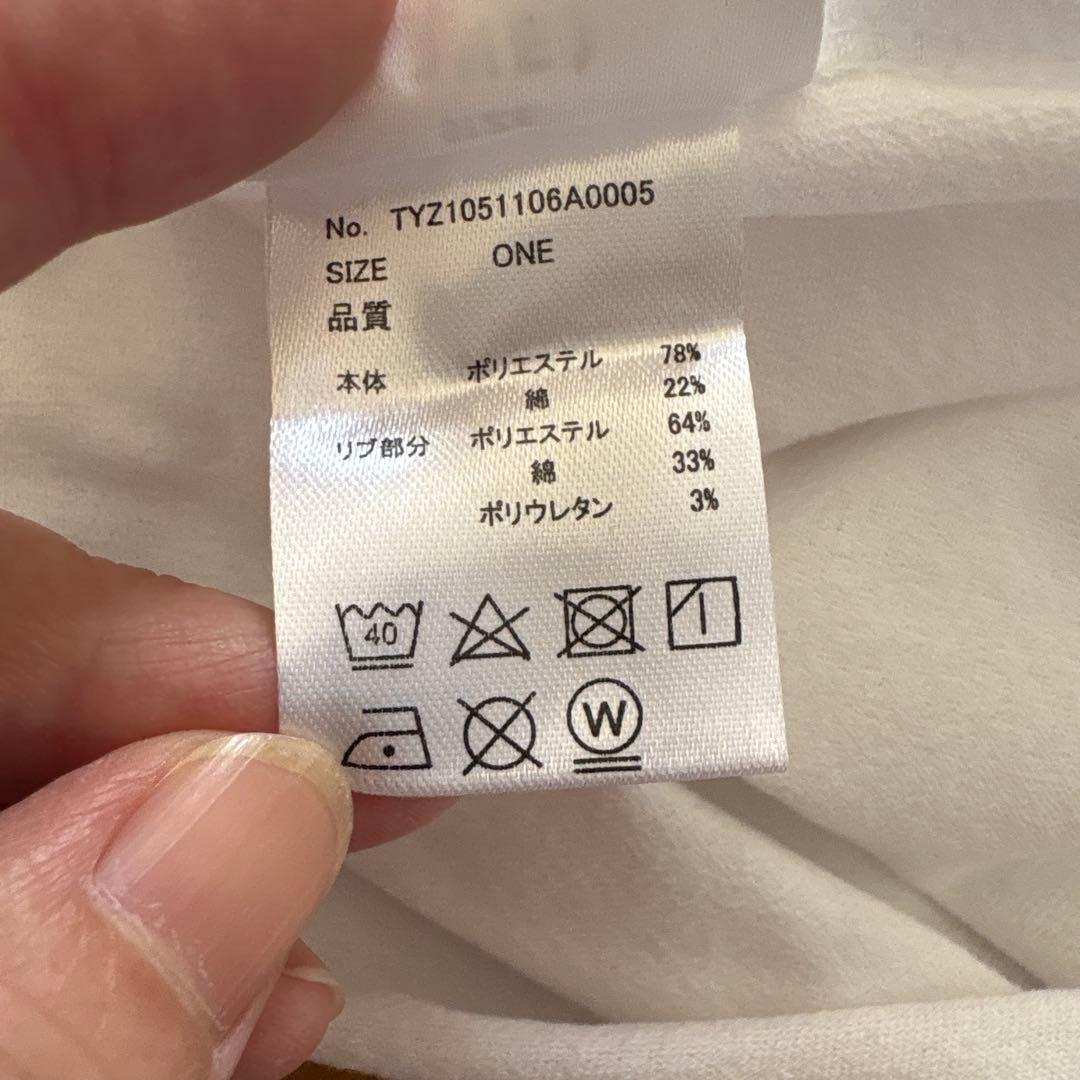 No. TYZ1051106A0005
SIZE ONE
品質
本体 ポリエステル 78%
綿 22%
リブ部分 ポリエステル 64%
綿 33%
ポリウレタン 3%
40
W